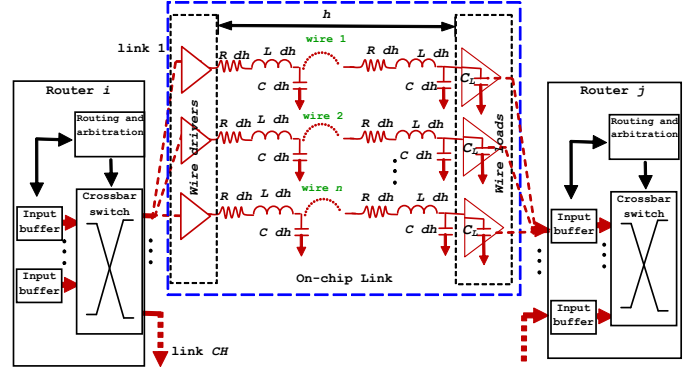 h
link 1
R dh
L dh
wire 1
R dh
L dh
C dh
C dh
CL
Router i
Router j
Routing and
arbitration
Wire drivers
R dh
L dh
wire 2
R dh
L dh
C dh
C dh
CL
Wire loads
Routing and
arbitration
Crossbar
switch
R dh
L dh
wire n
R dh
L dh
C dh
C dh
CL
Crossbar
switch
Input
buffer
Input
buffer
Input
buffer
Input
buffer
On-chip Link
link CH